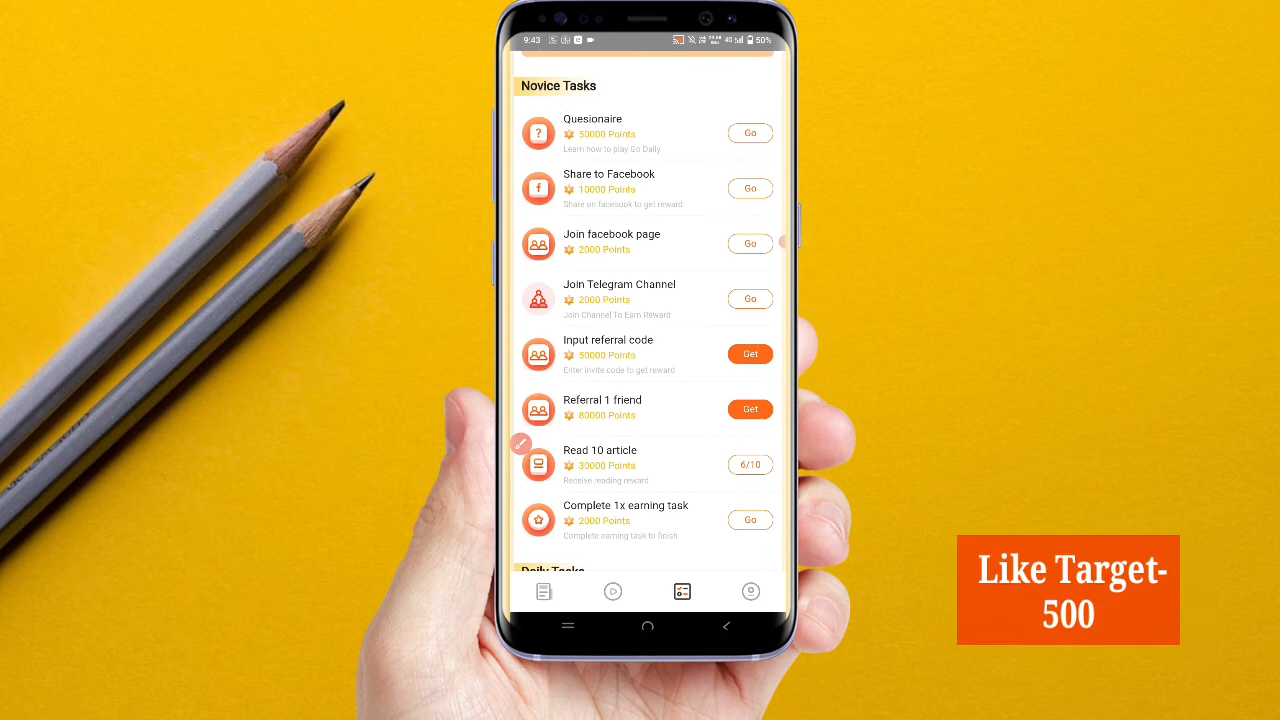 9:43
4G
50%
Novice Tasks
Quesionaire
50000 Points
Learn how to play Go Daily
Go
Share to Facebook
10000 Points
Share on facebook to get reward
Go
Join facebook page
2000 Points
Go
Join Telegram Channel
2000 Points
Join Channel To Earn Reward
Go
Input referral code
50000 Points
Enter invite code to get reward
Get
Referral 1 friend
80000 Points
Get
Read 10 article
30000 Points
Receive reading reward
6/10
Complete 1x earning task
2000 Points
Complete earning task to finish
Go
Daily Tasks
Like Target-
500